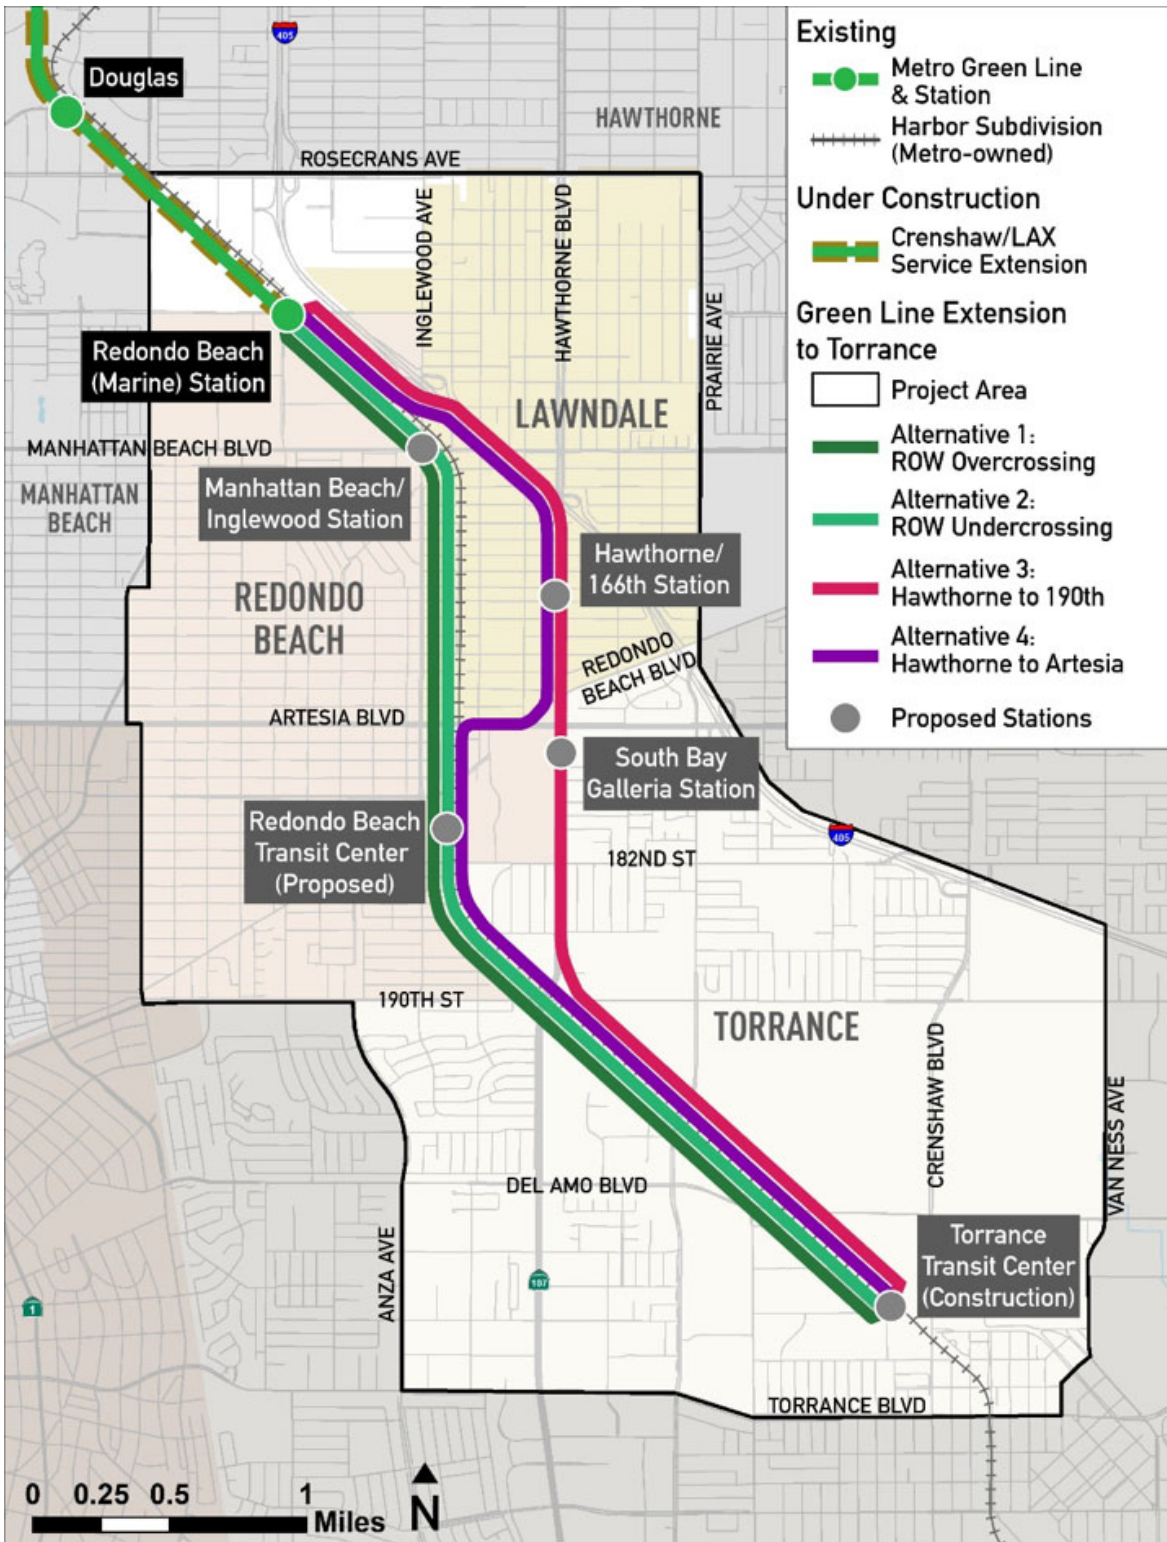 405
Douglas
HAWTHORNE
ROSECRANS AVE
INGLEWOOD AVE
HAWTHORNE BLVD
PRAIRIE AVE
Redondo Beach
(Marine) Station
LAWNDALE
MANHATTAN BEACH BLVD
MANHATTAN
BEACH
Manhattan Beach/
Inglewood Station
Hawthorne/
166th Station
REDONDO
BEACH
REDONDO
BEACH BLVD
ARTESIA BLVD
South Bay
Galleria Station
Redondo Beach
Transit Center
(Proposed)
182ND ST
405
190TH ST
TORRANCE
CRENSHAW BLVD
VAN NESS AVE
DEL AMO BLVD
ANZA AVE
107
1
Torrance
Transit Center
(Construction)
TORRANCE BLVD
0 0.25 0.5 1
Miles
N
Existing
Metro Green Line
& Station
Harbor Subdivision
(Metro-owned)
Under Construction
Crenshaw/LAX
Service Extension
Green Line Extension
to Torrance
Project Area
Alternative 1:
ROW Overcrossing
Alternative 2:
ROW Undercrossing
Alternative 3:
Hawthorne to 190th
Alternative 4:
Hawthorne to Artesia
Proposed Stations